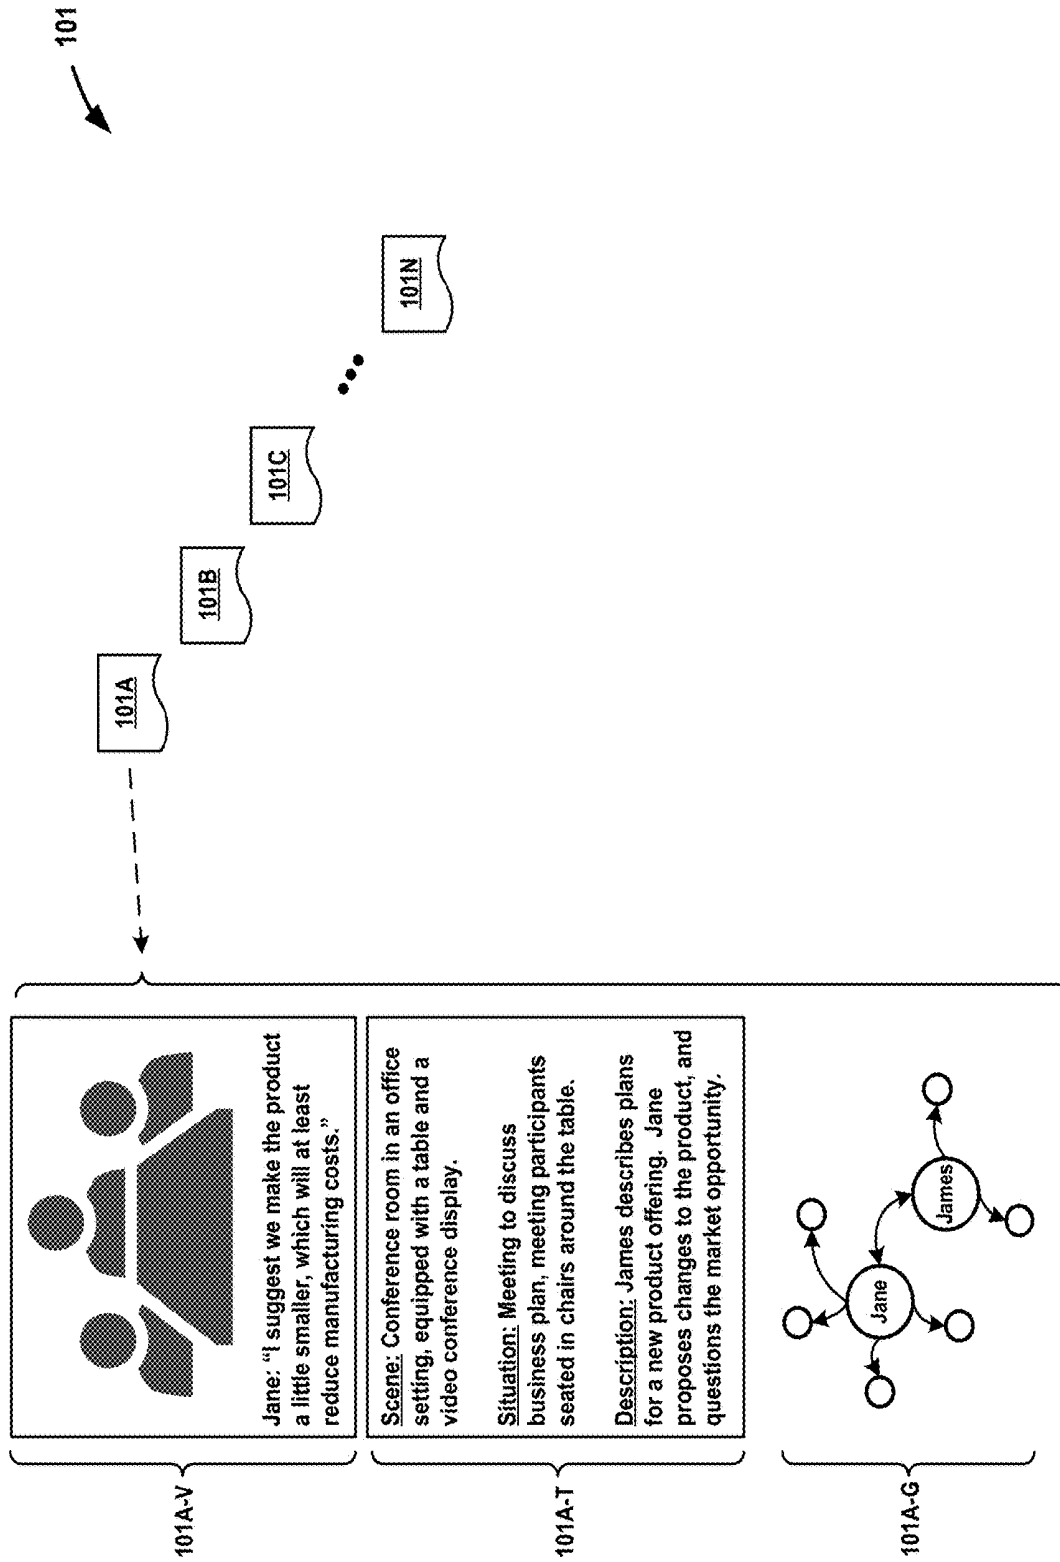 101
101A
101B
101C
101N
101A-V
Jane: “I suggest we make the product
a little smaller, which will at least
reduce manufacturing costs.”
101A-T
Scene: Conference room in an office
setting, equipped with a table and a
video conference display.
Situation: Meeting to discuss
business plan, meeting participants
seated in chairs around the table.
Description: James describes plans
for a new product offering. Jane
proposes changes to the product, and
questions the market opportunity.
101A-G
Jane
James